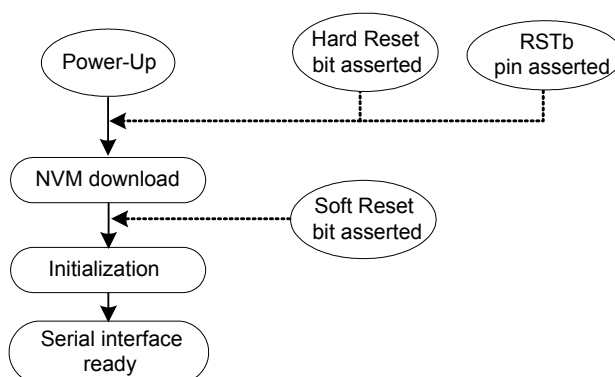 Power-Up
Hard Reset
bit asserted
RSTb
pin asserted
NVM download
Soft Reset
bit asserted
Initialization
Serial interface
ready